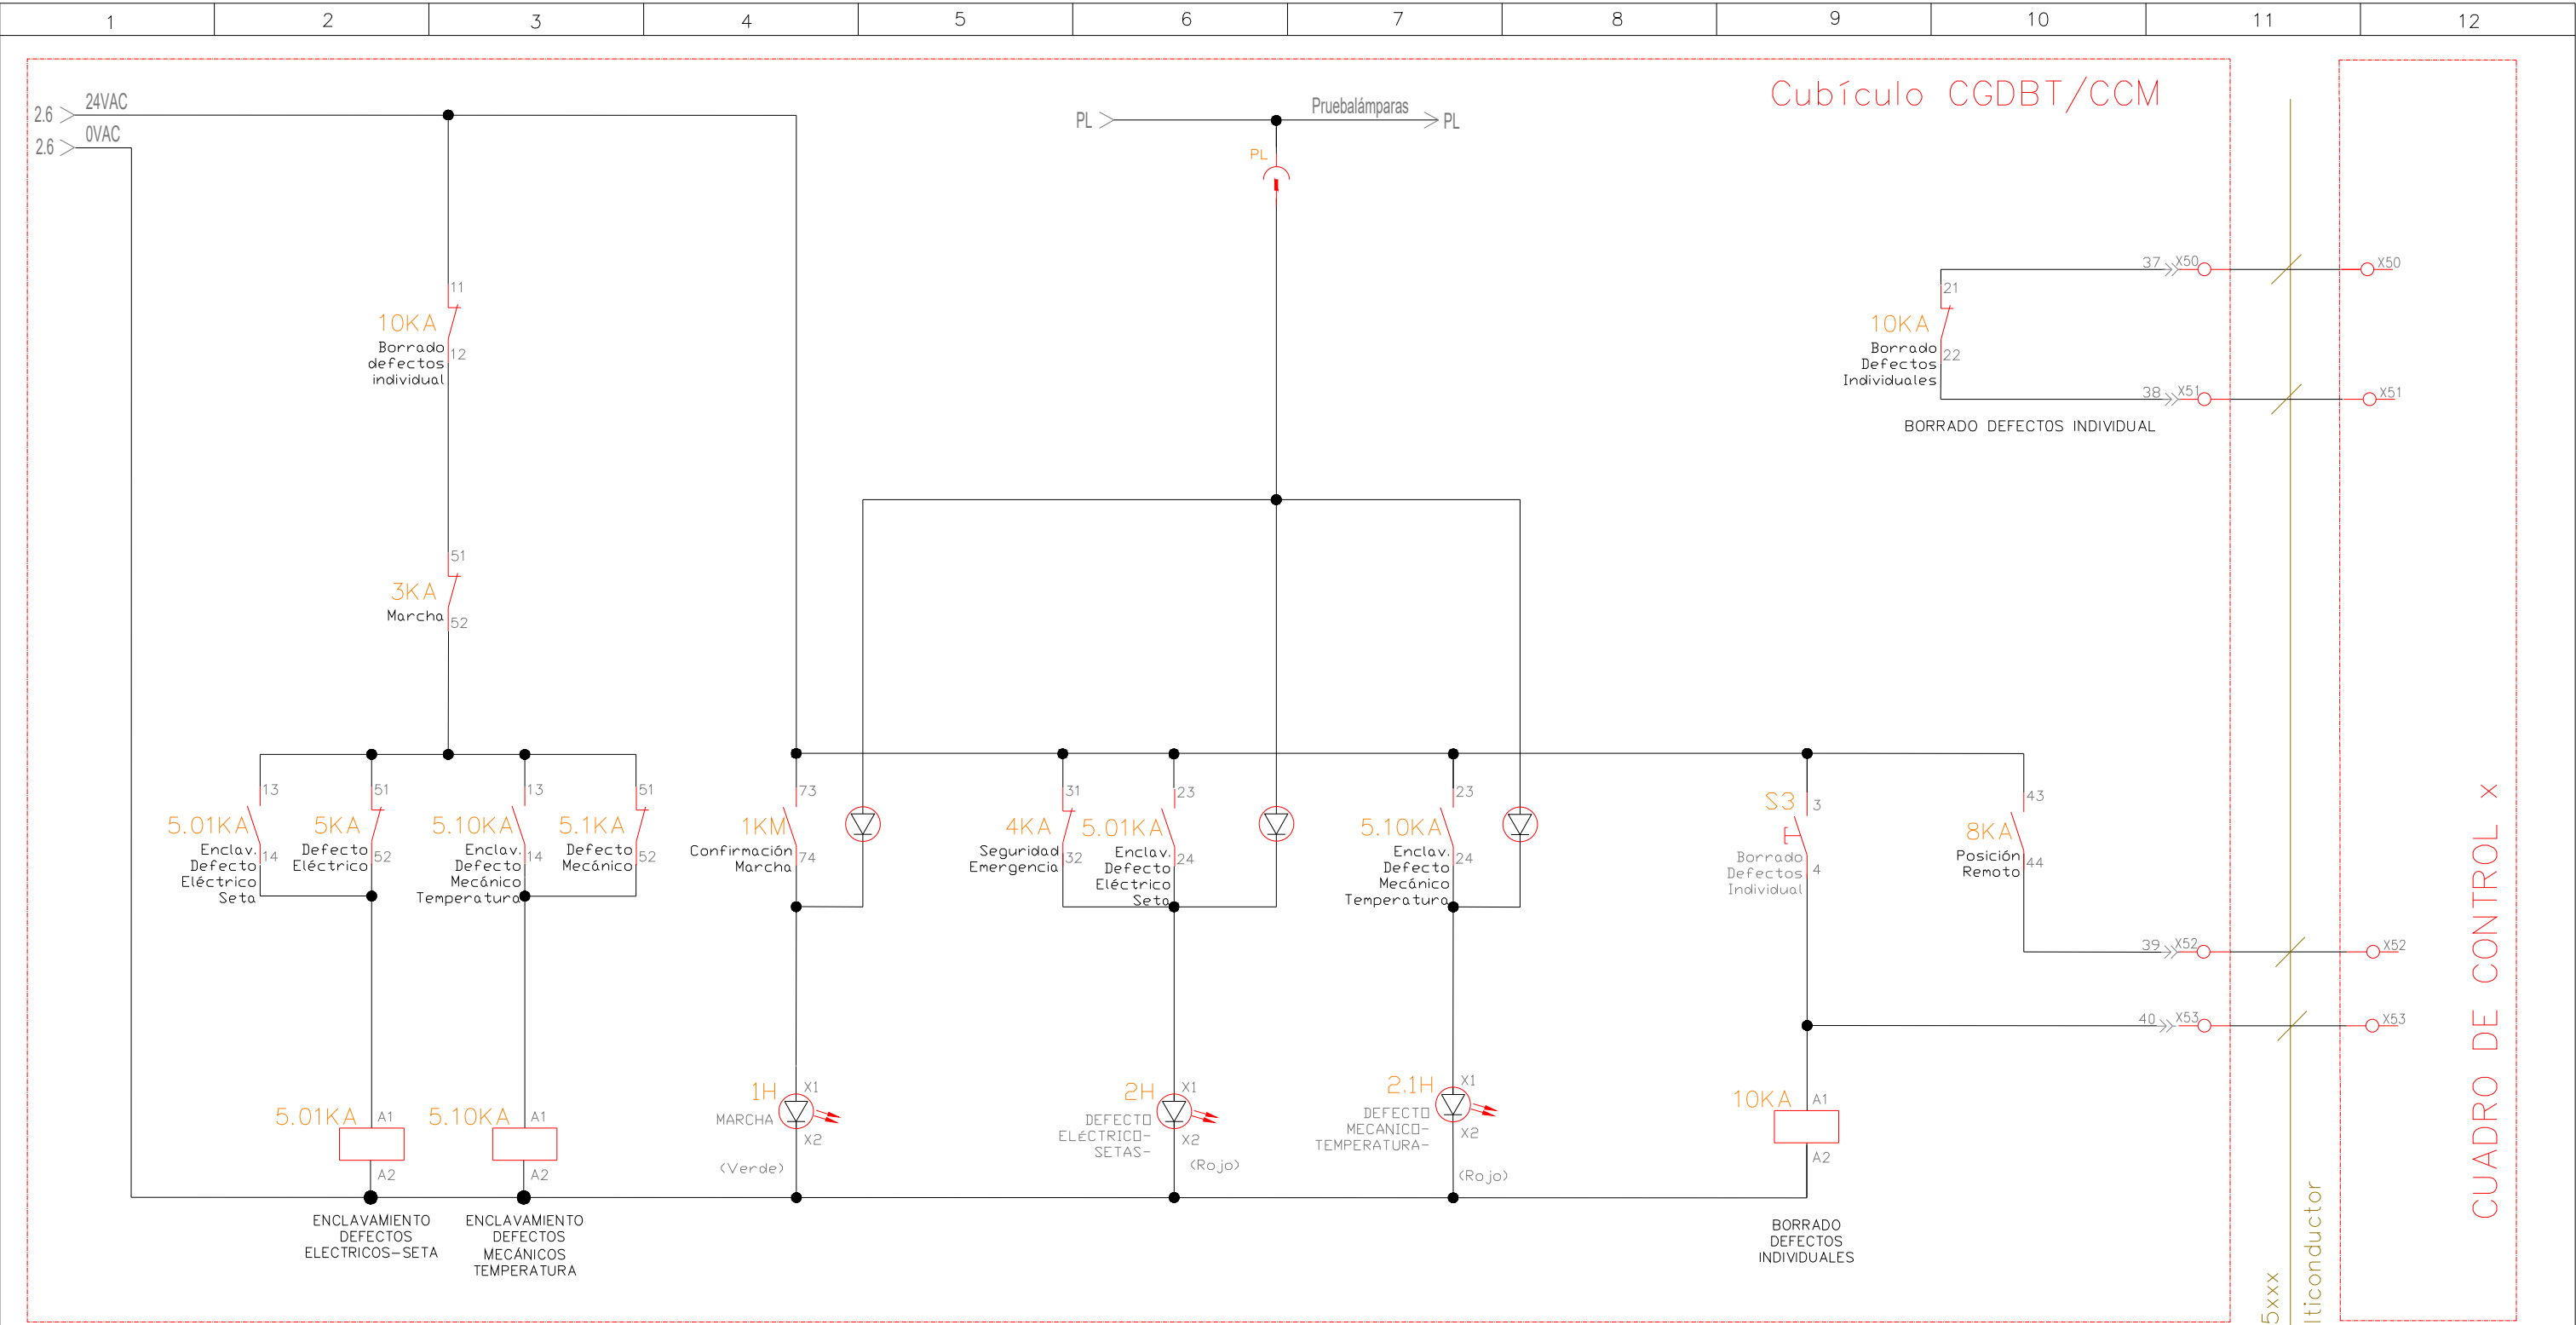 1 2 3 4 5 6 7 8 9 10 11 12
Cubículo CGDBT/CCM
2.6 24VAC
2.6 0VAC
PL Pruebalámparas PL
PL
37 X50 X50
11
10KA
Borrado
defectos
individual
12
21
10KA
Borrado
Defectos
Individuales
22
38 X51 X51
BORRADO DEFECTOS INDIVIDUAL
51
3KA
Marcha
52
13
5.01KA
Enclav.
Defecto
Eléctrico
Seta
14
51
5KA
Defecto
Eléctrico
52
13
5.10KA
Enclav.
Defecto
Mecánico
Temperatura
14
51
5.1KA
Defecto
Mecánico
52
73
1KM
Confirmación
Marcha
74
31
4KA
Seguridad
Emergencia
32
23
5.01KA
Enclav.
Defecto
Eléctrico
Seta
24
23
5.10KA
Enclav.
Defecto
Mecánico
Temperatura
24
S3
3
Borrado
Defectos
Individual
4
43
8KA
Posición
Remoto
44
39 X52 X52
40 X53 X53
5.01KA A1
A2
5.10KA A1
A2
1H X1
MARCHA
X2
(Verde)
2H X1
DEFECTO
ELÉCTRICO-
SETAS-
X2
(Rojo)
2.1H X1
DEFECTO
MECANICO-
TEMPERATURA-
X2
(Rojo)
10KA A1
A2
ENCLAVAMIENTO
DEFECTOS
ELECTRICOS-SETA
ENCLAVAMIENTO
DEFECTOS
MECÁNICOS
TEMPERATURA
BORRADO
DEFECTOS
INDIVIDUALES
5xxx
lticonductor
CUADRO DE CONTROL x